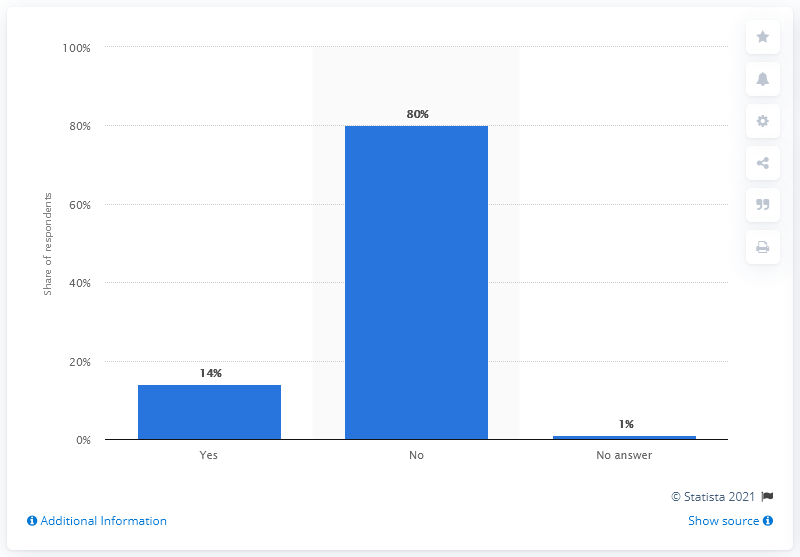 100%
80%
80%
60%
40%
20%
14%
1%
0%
Share of respondents
Yes No No answer
© Statista 2021
Additional Information Show source